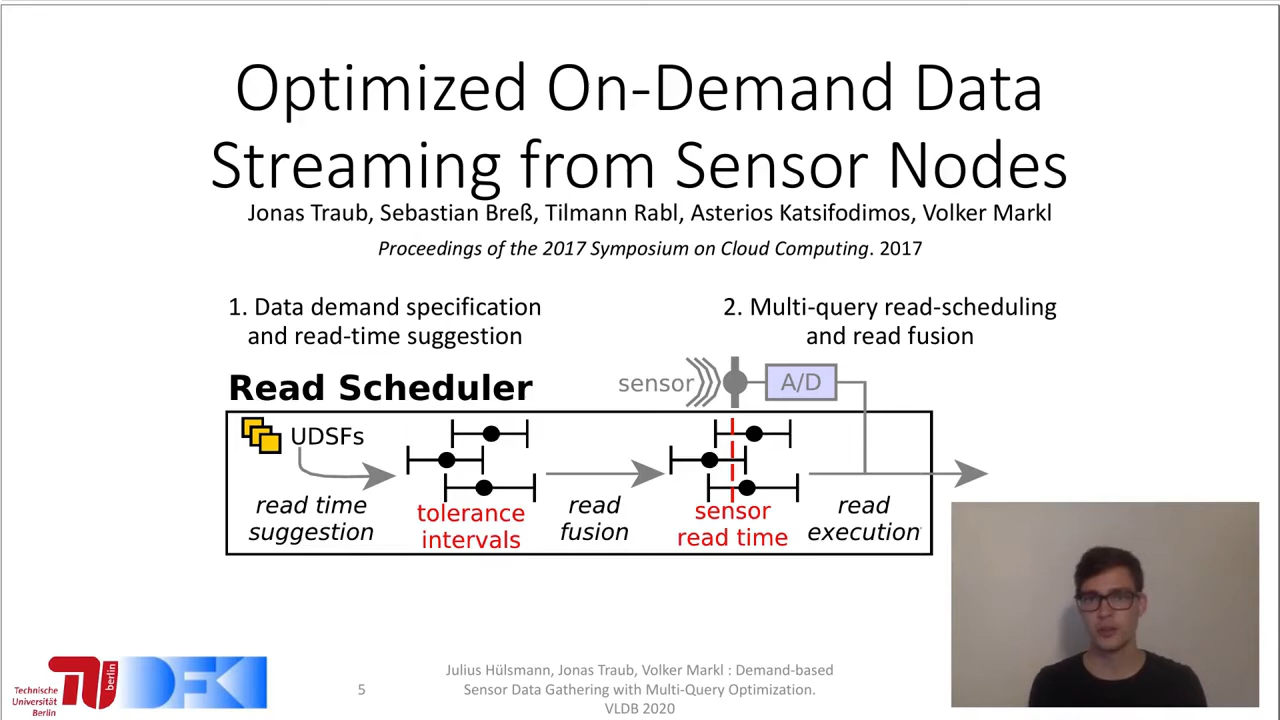 Optimized On-Demand Data
Streaming from Sensor Nodes
Jonas Traub, Sebastian Breß, Tilmann Rabl, Asterios Katsifodimos, Volker Markl
Proceedings of the 2017 Symposium on Cloud Computing. 2017
1. Data demand specification
and read-time suggestion
2. Multi-query read-scheduling
and read fusion
Read Scheduler
sensor
A/D
UDSFs
read time
suggestion
tolerance
intervals
read
fusion
sensor
read time
read
execution
Technische
Universität
Berlin
berlin
DFKI
5
Julius Hülsmann, Jonas Traub, Volker Markl : Demand-based
Sensor Data Gathering with Multi-Query Optimization.
VLDB 2020